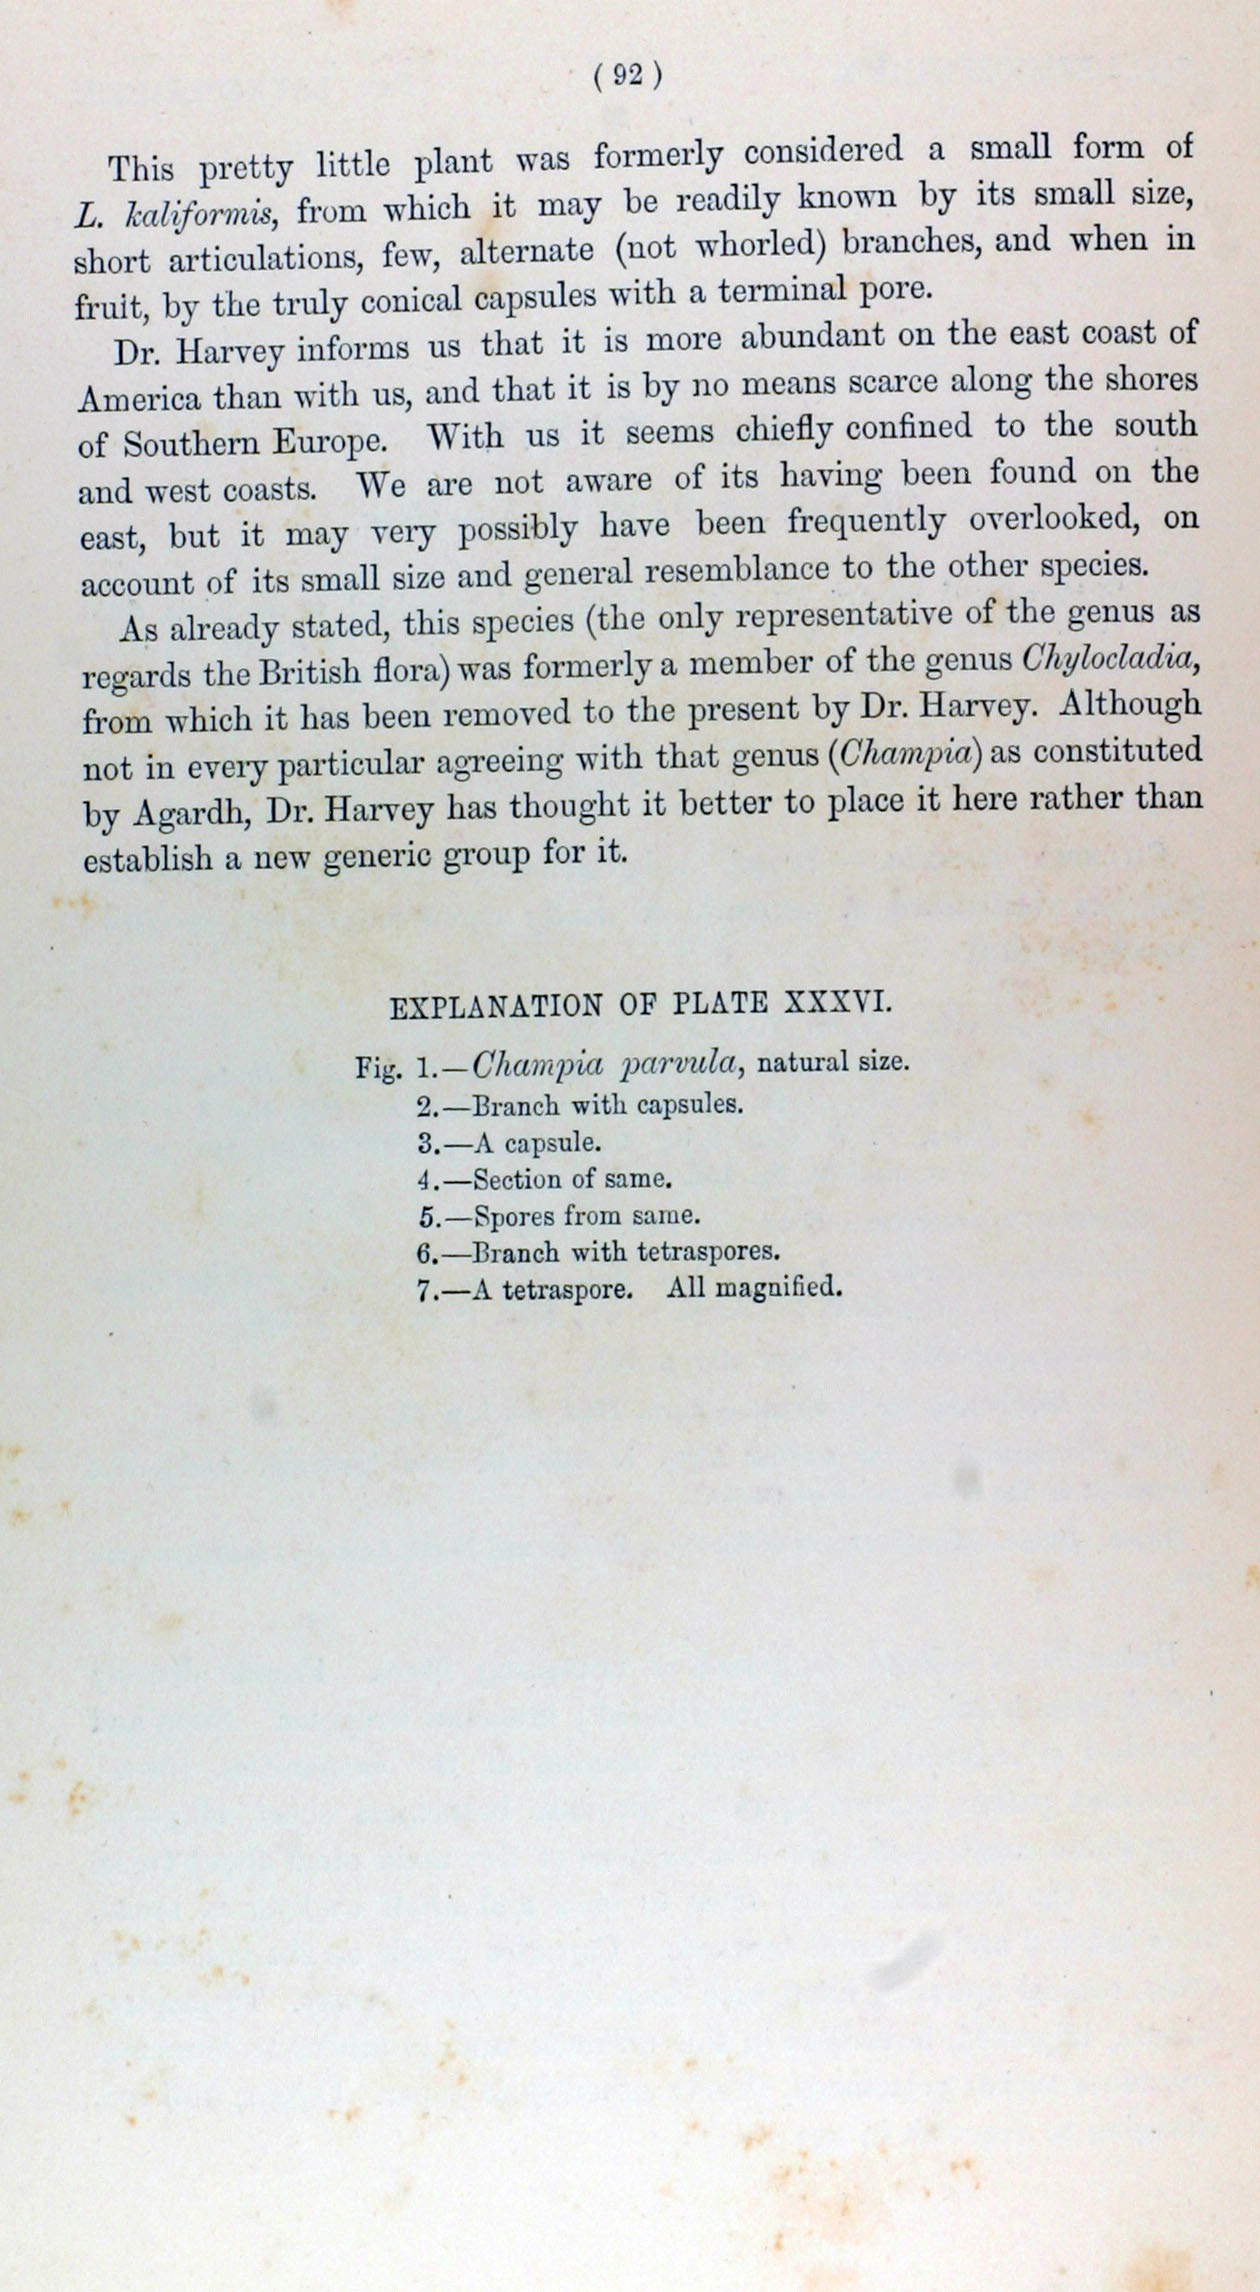 ( 92 )
This pretty little plant was formerly considered a small form of
L. kaliformis, from which it may be readily known by its small size,
short articulations, few, alternate (not whorled) branches, and when in
fruit, by the truly conical capsules with a terminal pore.
Dr. Harvey informs us that it is more abundant on the east coast of
America than with us, and that it is by no means scarce along the shores
of Southern Europe. With us it seems chiefly confined to the south
and west coasts. We are not aware of its having been found on the
east, but it may very possibly have been frequently overlooked, on
account of its small size and general resemblance to the other species.
As already stated, this species (the only representative of the genus as
regards the British flora) was formerly a member of the genus Chylocladia,
from which it has been removed to the present by Dr. Harvey. Although
not in every particular agreeing with that genus (Champia) as constituted
by Agardh, Dr. Harvey has thought it better to place it here rather than
establish a new generic group for it.
EXPLANATION OF PLATE XXXVI.
Fig. 1.—Champia parvula, natural size.
2.—Branch with capsules.
3.—A capsule.
4.—Section of same.
5.—Spores from same.
6.—Branch with tetraspores.
7.—A tetraspore. All magnified.